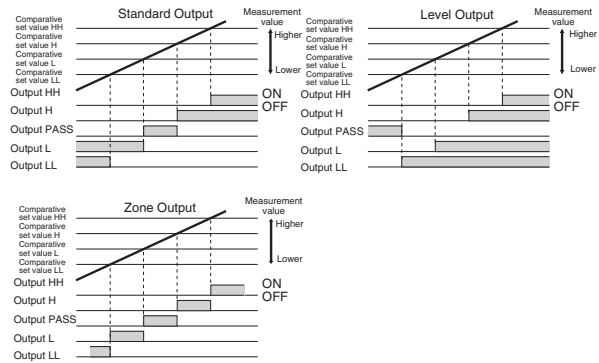 Standard Output
Measurement
value
Comparative
set value HH
Comparative
set value H
Comparative
set value L
Comparative
set value LL
Higher
Lower
Output HH
Output H
Output PASS
Output L
Output LL
ON
OFF
Level Output
Measurement
value
Comparative
set value HH
Comparative
set value H
Comparative
set value L
Comparative
set value LL
Higher
Lower
Output HH
Output H
Output PASS
Output L
Output LL
ON
OFF
Zone Output
Measurement
value
Comparative
set value HH
Comparative
set value H
Comparative
set value L
Comparative
set value LL
Higher
Lower
Output HH
Output H
Output PASS
Output L
Output LL
ON
OFF